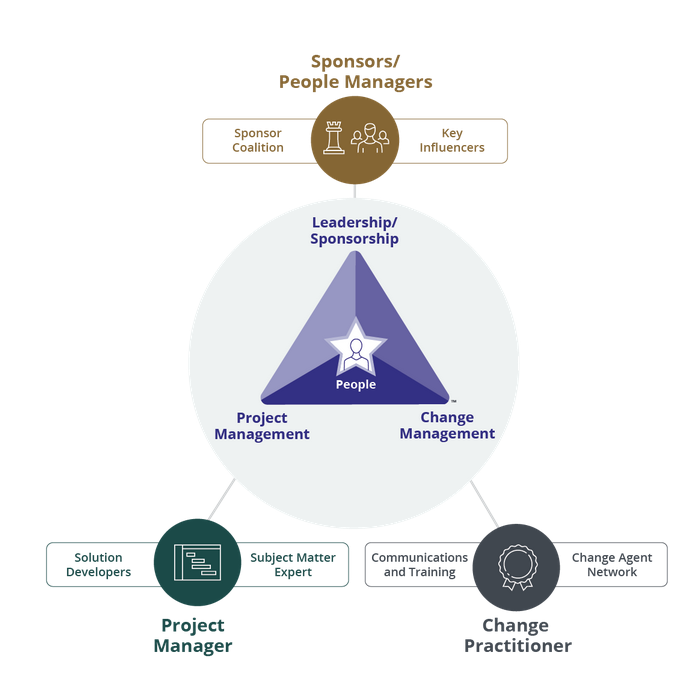 Sponsors/
People Managers
Sponsor
Coalition
Key
Influencers
Leadership/
Sponsorship
People
™
Project
Management
Change
Management
Solution
Developers
Subject Matter
Expert
Communications
and Training
Change Agent
Network
Project
Manager
Change
Practitioner